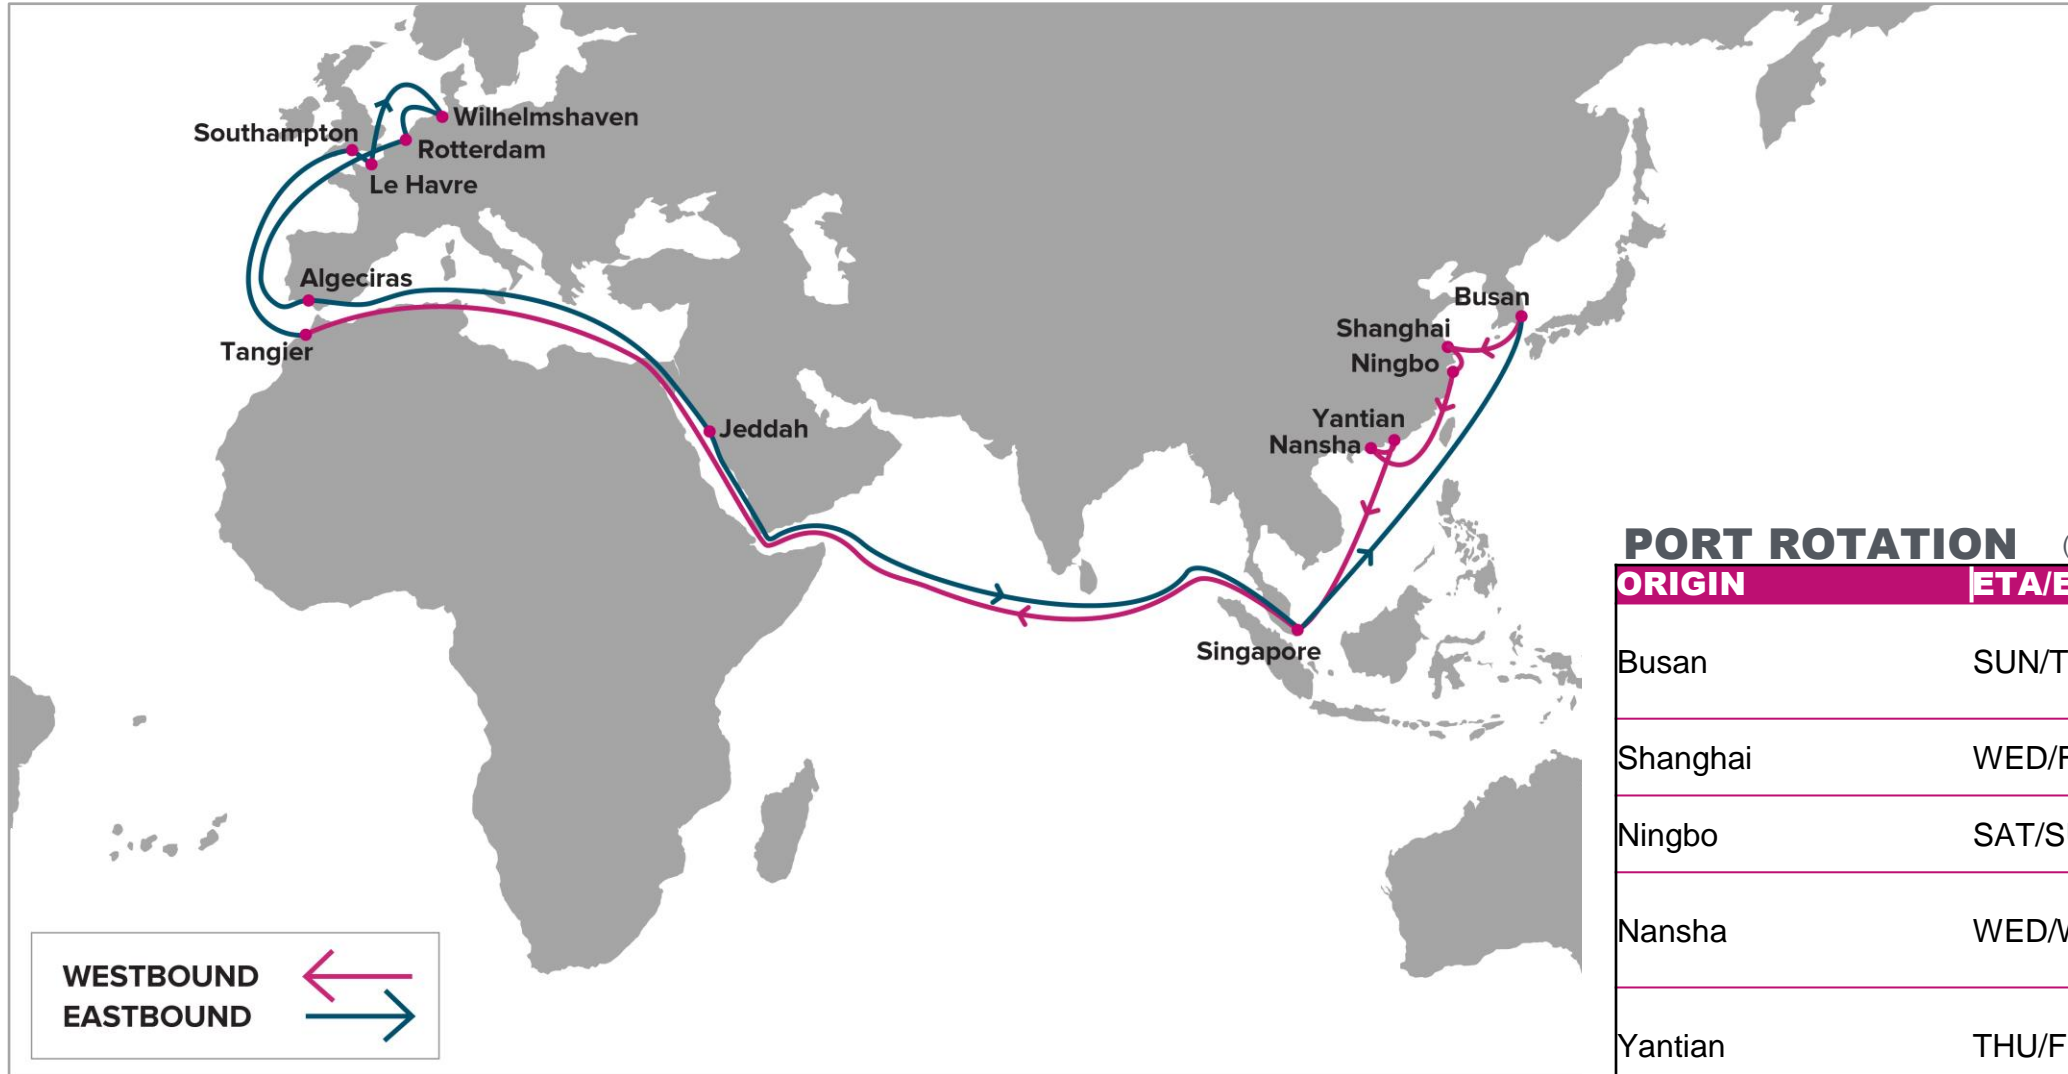 Wilhelmshaven
Southampton
Rotterdam
Le Havre
Algeciras
Tangier
Jeddah
Busan
Shanghai
Ningbo
Yantian
Nansha
Singapore
WESTBOUND
EASTBOUND
PORT ROTATION (
ORIGIN ETA/E
Busan SUN/T
Shanghai WED/F
Ningbo SAT/S
Nansha WED/W
Yantian THU/F